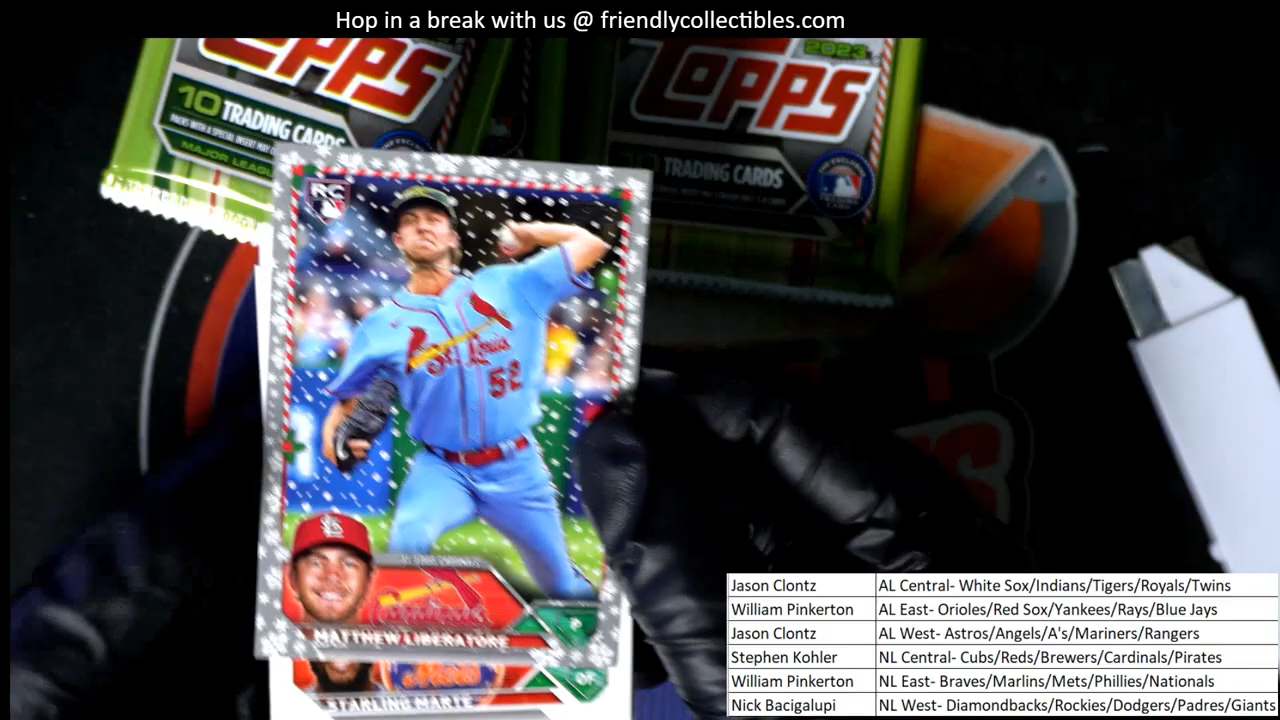 Hop in a break with us @ friendlycollectibles.com
TOPPS
10 TRADING CARDS
MAJOR LEAGU
2023
TOPPS
TRADING CARDS
RC
St. Louis
52
Cardinals
P
MATTHEW LIBERATORE
Mets
OF
STARLING MARTE
Jason Clontz AL Central- White Sox/Indians/Tigers/Royals/Twins
William Pinkerton AL East- Orioles/Red Sox/Yankees/Rays/Blue Jays
Jason Clontz AL West- Astros/Angels/A's/Mariners/Rangers
Stephen Kohler NL Central- Cubs/Reds/Brewers/Cardinals/Pirates
William Pinkerton NL East- Braves/Marlins/Mets/Phillies/Nationals
Nick Bacigalupi NL West- Diamondbacks/Rockies/Dodgers/Padres/Giants